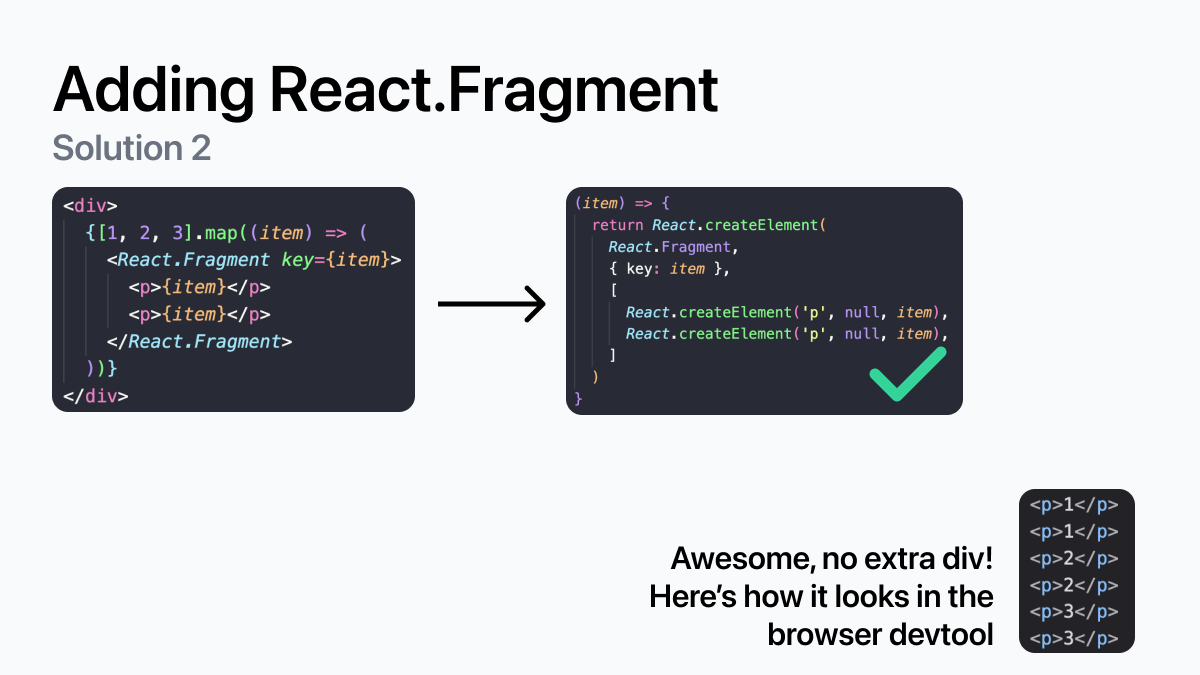 Adding React.Fragment
Solution 2
<div>
{[1, 2, 3].map((item) => (
<React.Fragment key={item}>
<p>{item}</p>
<p>{item}</p>
</React.Fragment>
))}
</div>
(item) => {
return React.createElement(
React.Fragment,
{ key: item },
[
React.createElement('p', null, item),
React.createElement('p', null, item),
]
)
}
Awesome, no extra div!
Here’s how it looks in the
browser devtool
<p>1</p>
<p>1</p>
<p>2</p>
<p>2</p>
<p>3</p>
<p>3</p>